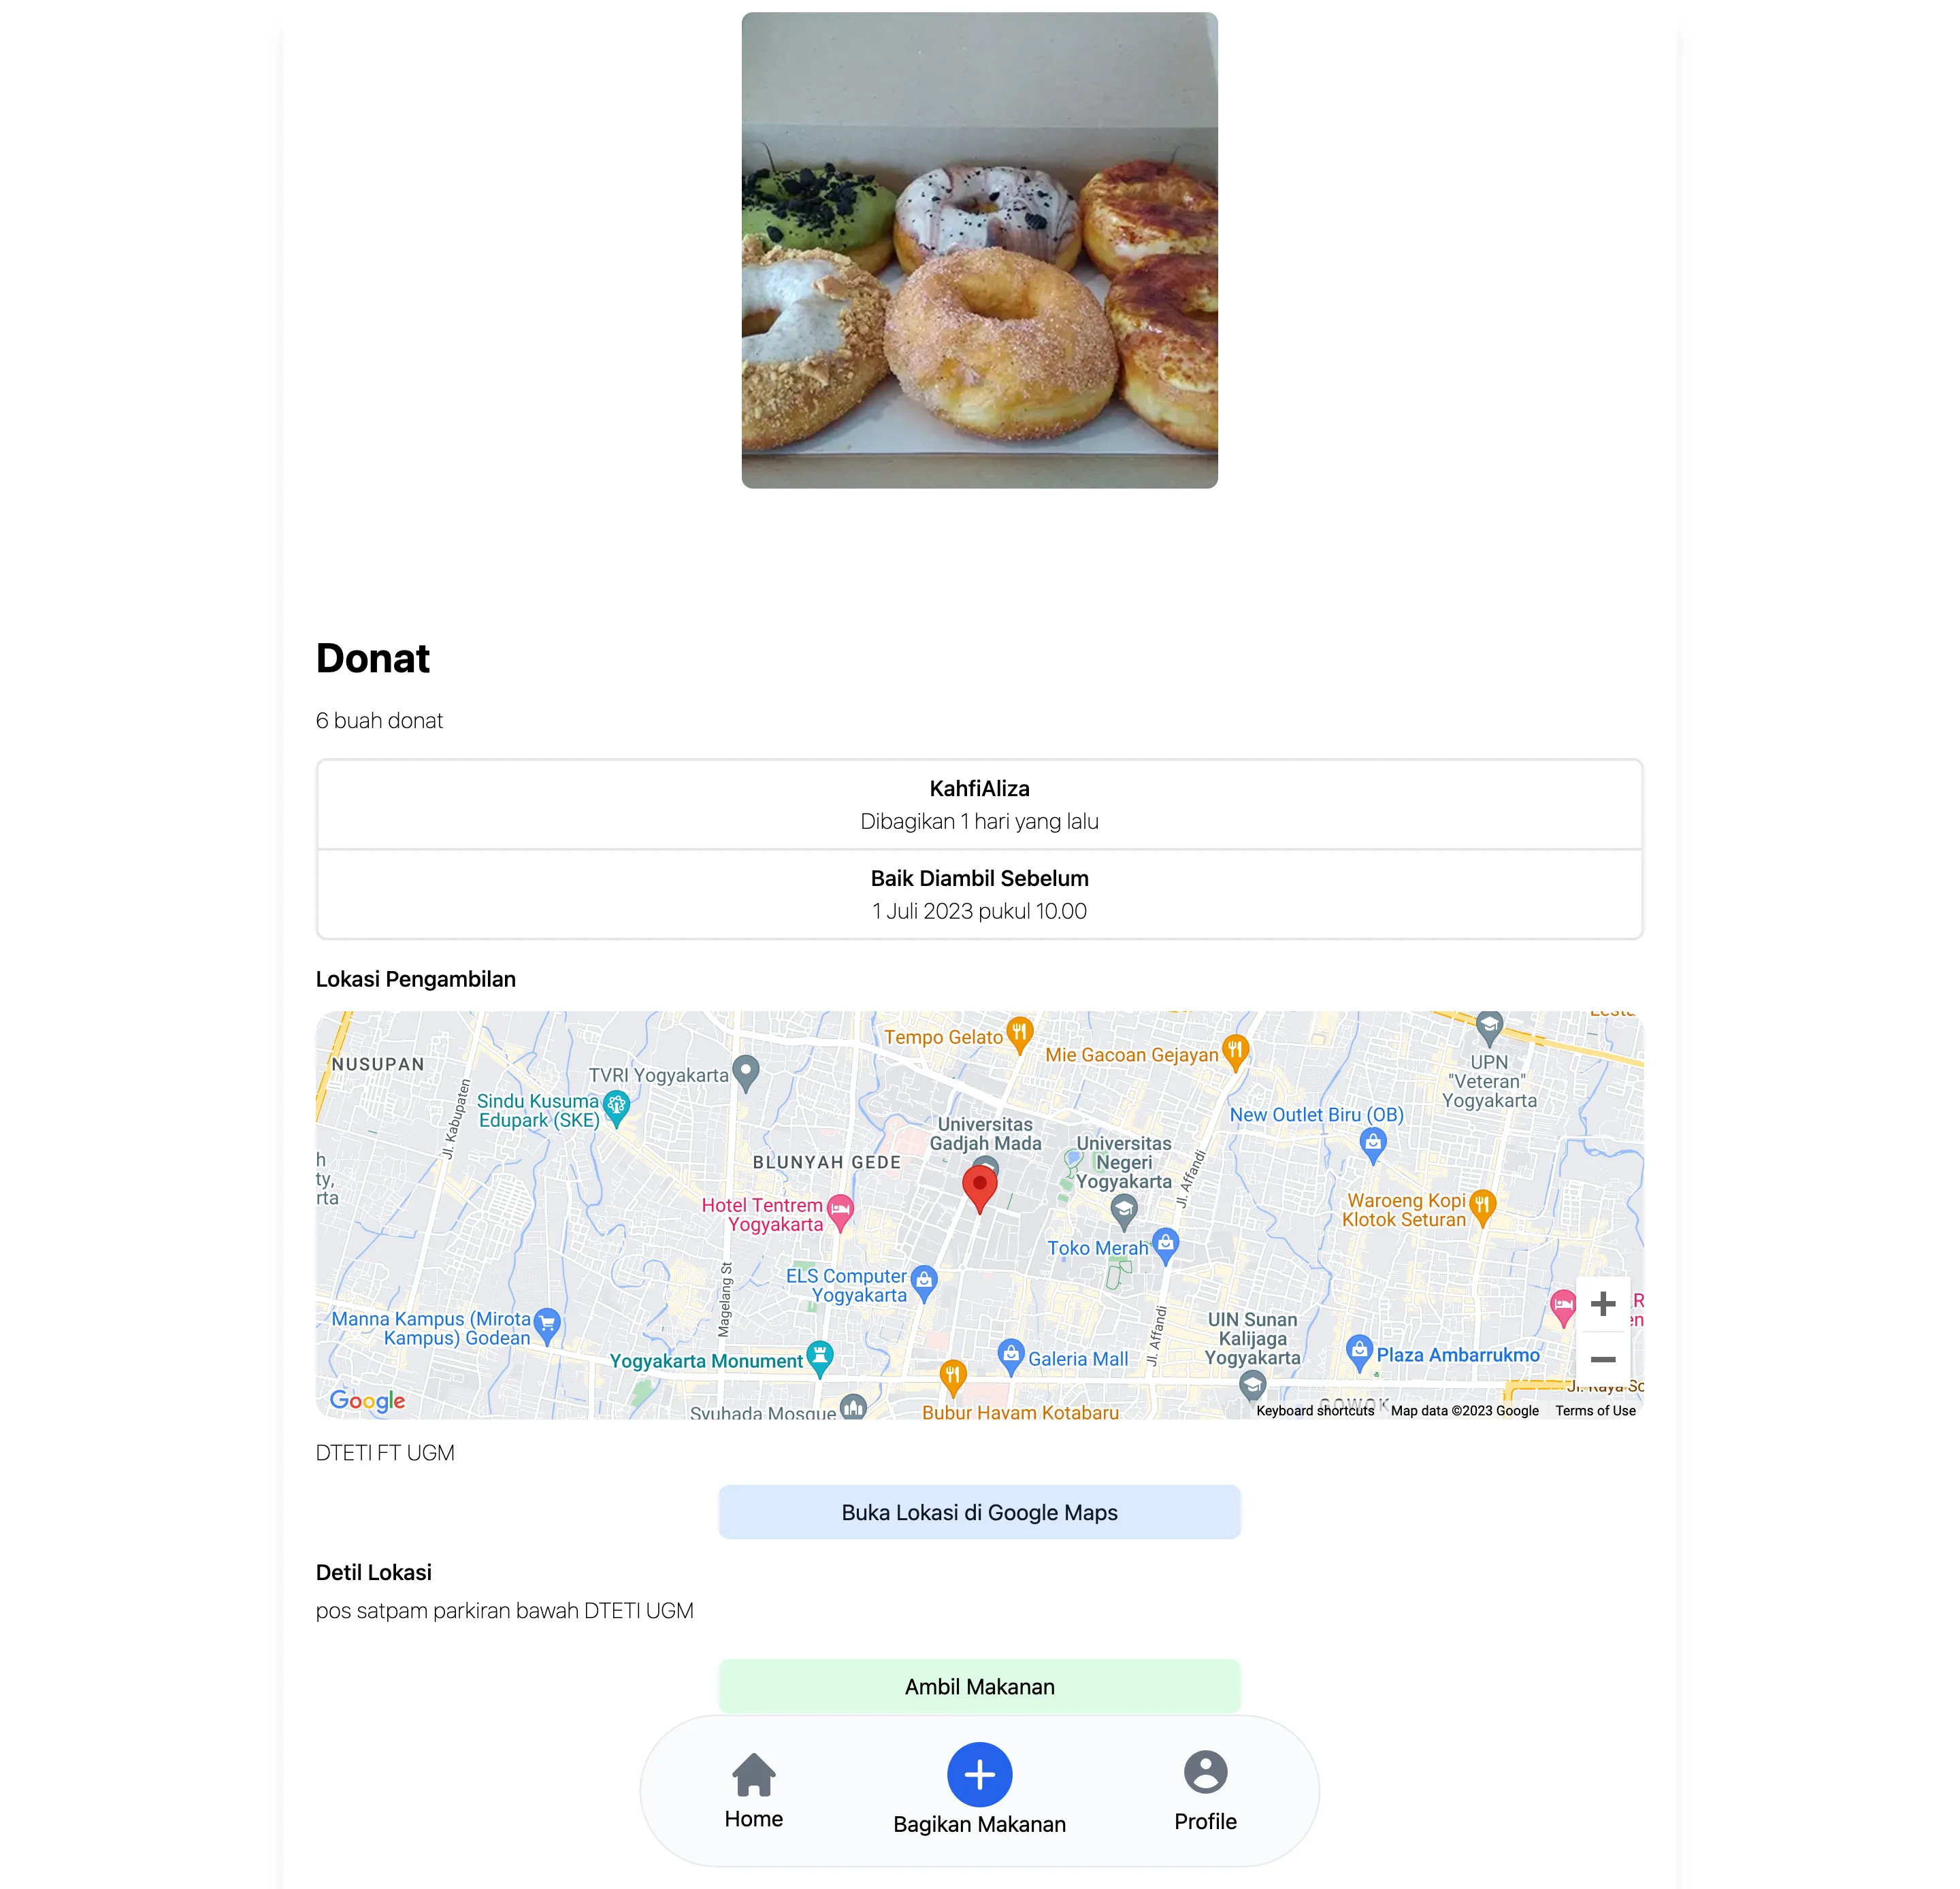 Donat
6 buah donat
KahfiAliza
Dibagikan 1 hari yang lalu
Baik Diambil Sebelum
1 Juli 2023 pukul 10.00
Lokasi Pengambilan
Tempo Gelato
Mie Gacoan Gejayan
UPN
"Veteran"
Yogyakarta
NUSUPAN
TVRI Yogyakarta
Sindu Kusuma
Edupark (SKE)
Jl. Kabupaten
New Outlet Biru (OB)
Universitas
Gadjah Mada
Universitas
Negeri
Yogyakarta
BLUNYAH GEDE
Jl. Affandi
Hotel Tentrem
Yogyakarta
Waroeng Kopi
Klotok Seturan
Toko Merah
ELS Computer
Yogyakarta
Magelang St
Manna Kampus (Mirota
Kampus) Godean
UIN Sunan
Kalijaga
Yogyakarta
Jl. Affandi
Yogyakarta Monument
Galeria Mall
Plaza Ambarrukmo
Google
Syuhada Mosque
Bubur Hayam Kotabaru
GOWOK
Keyboard shortcuts
Map data ©2023 Google
Terms of Use
DTETI FT UGM
Buka Lokasi di Google Maps
Detil Lokasi
pos satpam parkiran bawah DTETI UGM
Ambil Makanan
Home
Bagikan Makanan
Profile